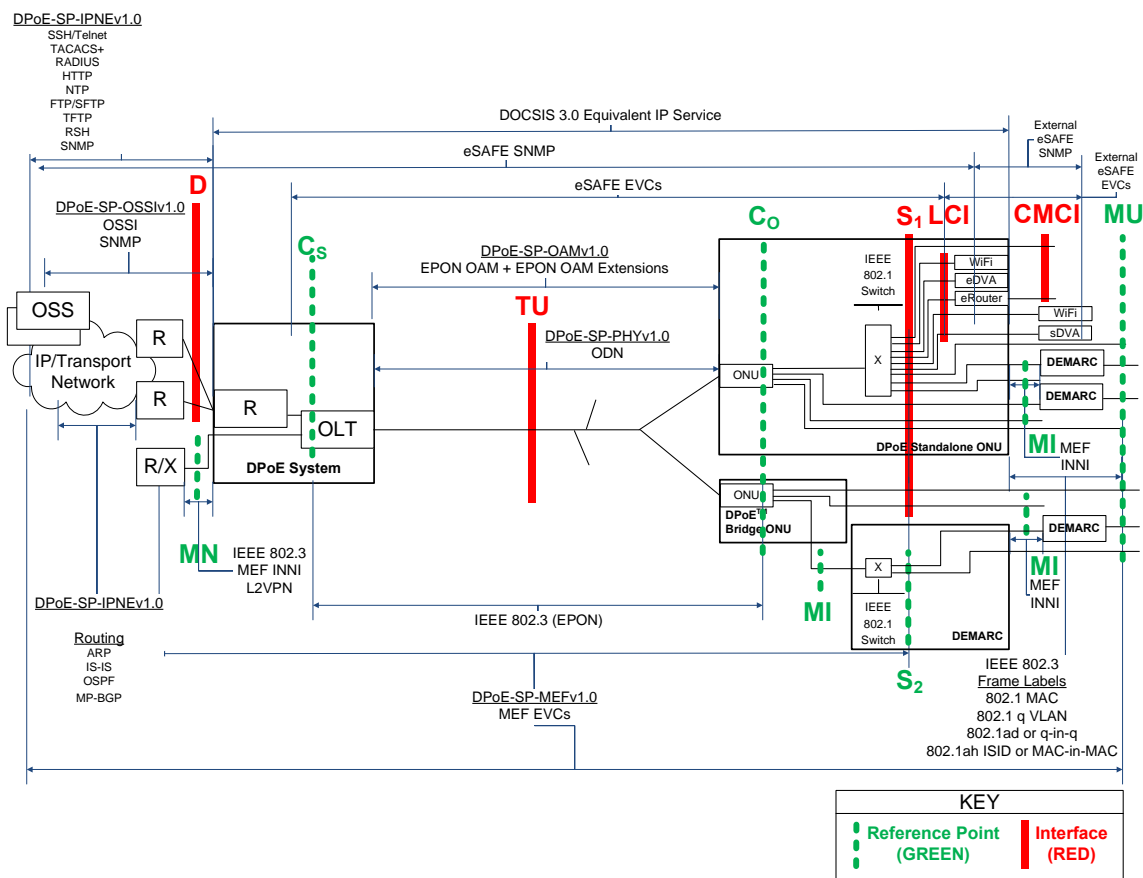 DPoE-SP-IPNEv1.0
SSH/Telnet
TACACS+
RADIUS
HTTP
NTP
FTP/SFTP
TFTP
RSH
SNMP
DOCSIS 3.0 Equivalent IP Service
External
eSAFE
SNMP
eSAFE SNMP
External
eSAFE
EVCs
eSAFE EVCs
D
DPoE-SP-OSSIv1.0
OSSI
SNMP
CS
DPoE-SP-OAMv1.0
EPON OAM + EPON OAM Extensions
CO
S1
LCI
CMCI
MU
IEEE
802.1
Switch
WiFi
eDVA
eRouter
WiFi
sDVA
TU
DPoE-SP-PHYv1.0
ODN
OSS
IP/Transport
Network
R
R
R
OLT
DPoE System
R/X
ONU
X
DEMARC
DEMARC
DPoE Standalone ONU
MI
MEF
INNI
MN
IEEE 802.3
MEF INNI
L2VPN
ONU
DPoE™
Bridge ONU
MI
X
IEEE
802.1
Switch
DEMARC
DEMARC
MI
MEF
INNI
IEEE 802.3 (EPON)
DPoE-SP-IPNEv1.0
Routing
ARP
IS-IS
OSPF
MP-BGP
S2
DPoE-SP-MEFv1.0
MEF EVCs
IEEE 802.3
Frame Labels
802.1 MAC
802.1 q VLAN
802.1ad or q-in-q
802.1ah ISID or MAC-in-MAC
KEY
Reference Point
(GREEN)
Interface
(RED)